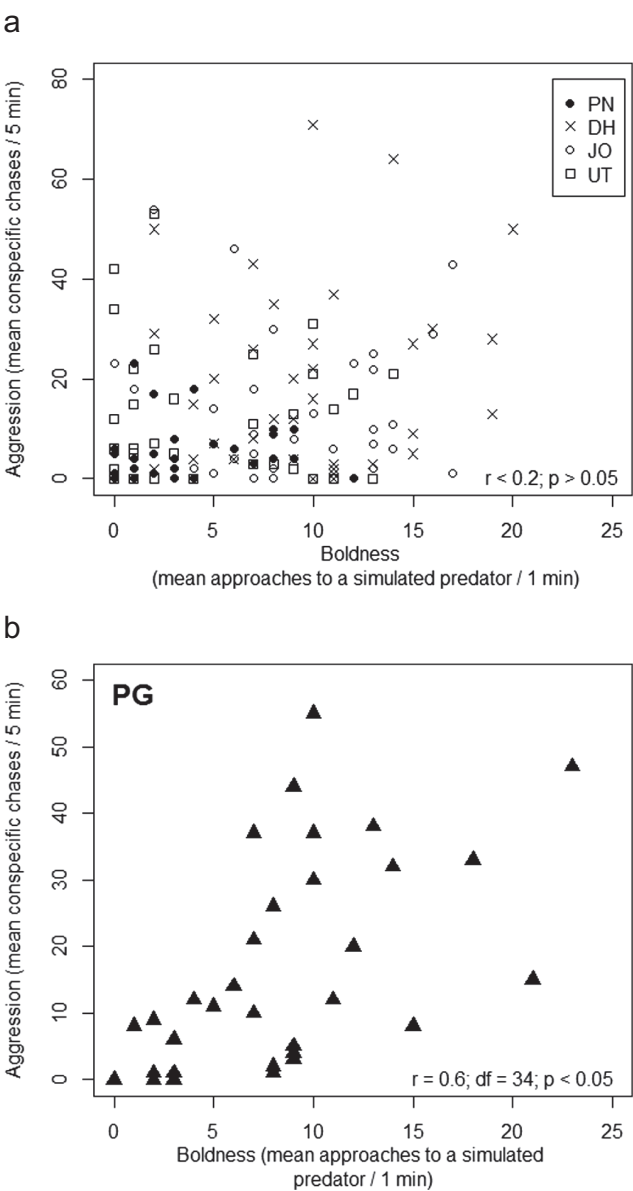 a
Aggression (mean conspecific chases / 5 min)
80
60
40
20
0
PN
DH
JO
UT
r < 0.2; p > 0.05
0 5 10 15 20 25
Boldness
(mean approaches to a simulated predator / 1 min)
b
Aggression (mean conspecific chases / 5 min)
60
50
40
30
20
10
0
PG
r = 0.6; df = 34; p < 0.05
0 5 10 15 20 25
Boldness (mean approaches to a simulated
predator / 1 min)